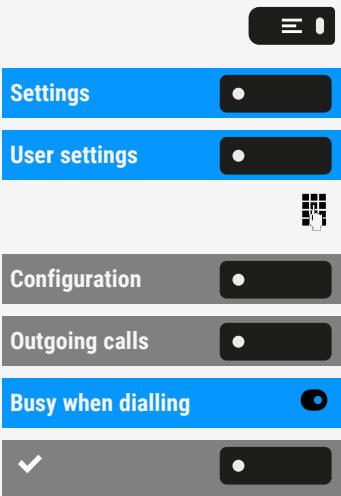 Settings
User settings
Configuration
Outgoing calls
Busy when dialling